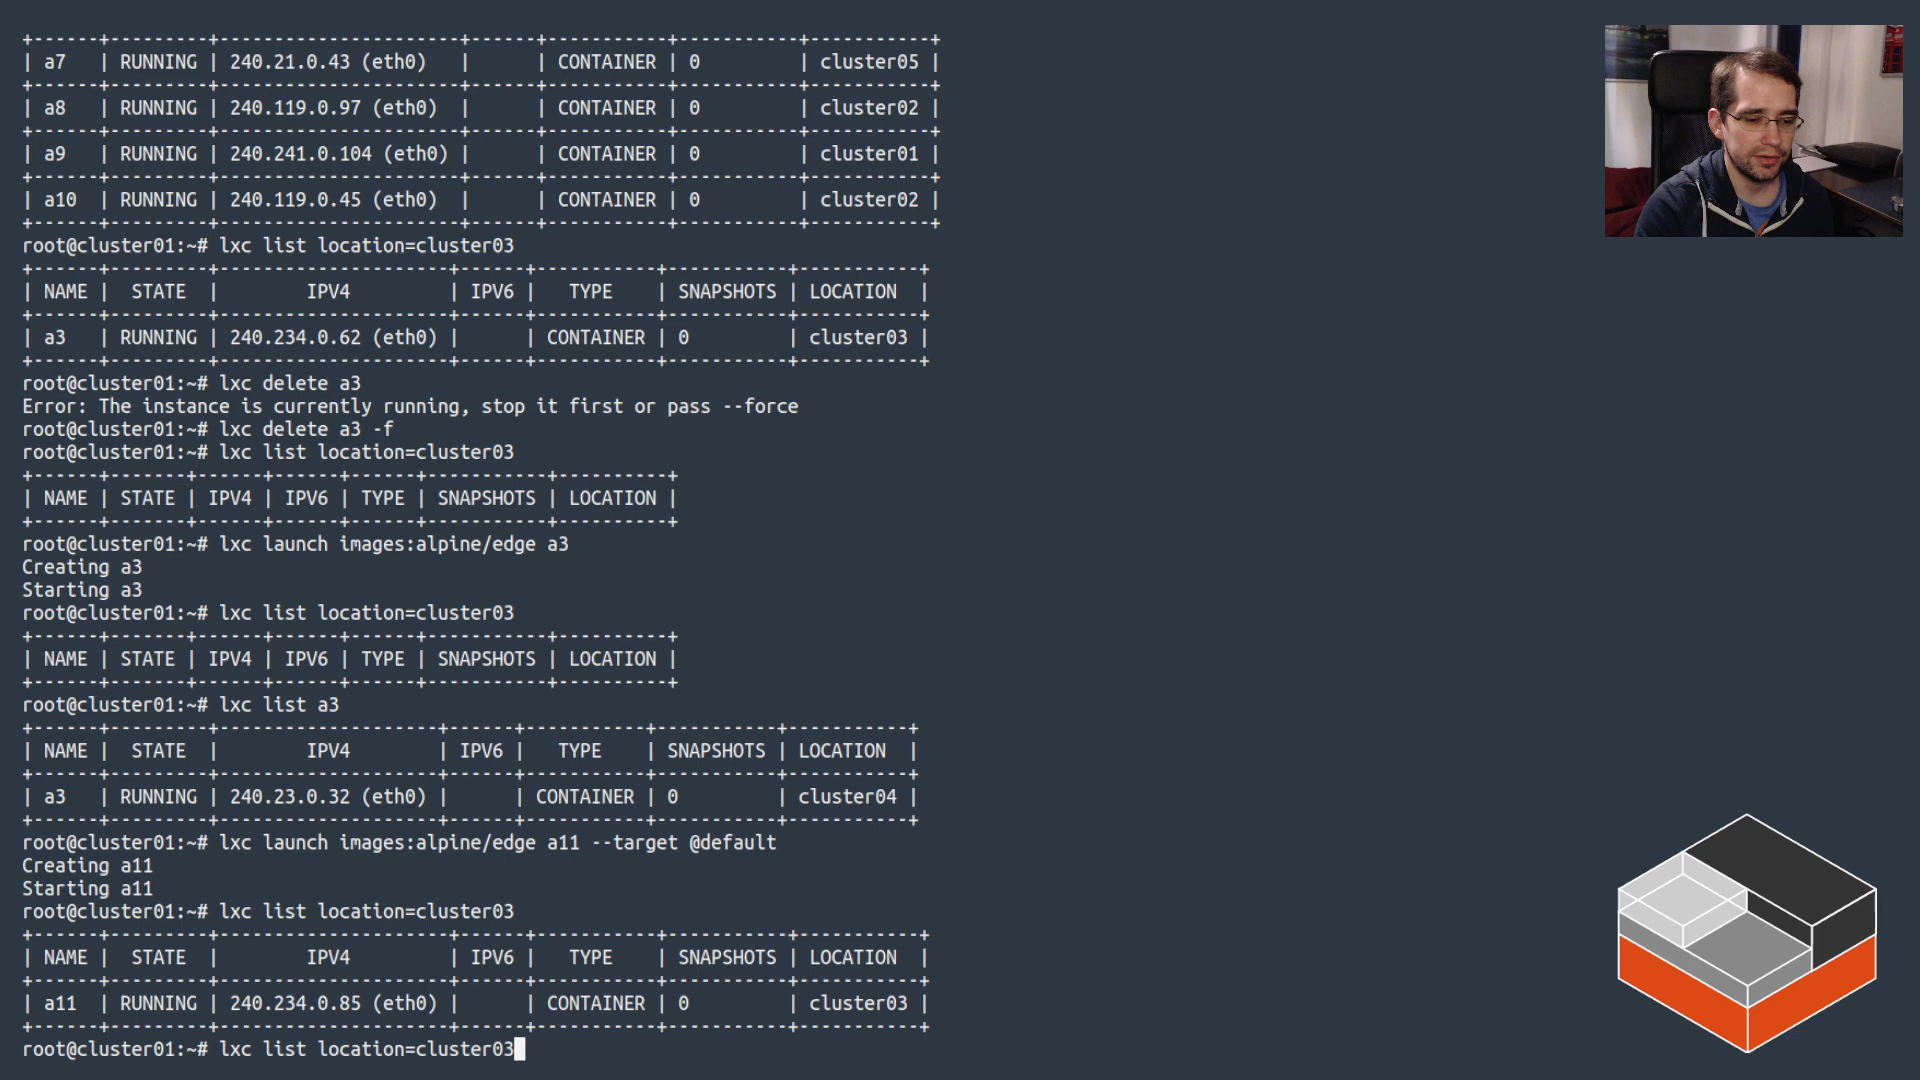 +------+---------+----------------------+------+-----------+-----------+-----------+
| a7   | RUNNING | 240.21.0.43 (eth0)   |      | CONTAINER | 0         | cluster05 |
+------+---------+----------------------+------+-----------+-----------+-----------+
| a8   | RUNNING | 240.119.0.97 (eth0)  |      | CONTAINER | 0         | cluster02 |
+------+---------+----------------------+------+-----------+-----------+-----------+
| a9   | RUNNING | 240.241.0.104 (eth0) |      | CONTAINER | 0         | cluster01 |
+------+---------+----------------------+------+-----------+-----------+-----------+
| a10  | RUNNING | 240.119.0.45 (eth0)  |      | CONTAINER | 0         | cluster02 |
+------+---------+----------------------+------+-----------+-----------+-----------+
root@cluster01:~# lxc list location=cluster03
+------+---------+---------------------+------+-----------+-----------+-----------+
| NAME |  STATE  |        IPV4         | IPV6 |   TYPE    | SNAPSHOTS | LOCATION  |
+------+---------+---------------------+------+-----------+-----------+-----------+
| a3   | RUNNING | 240.234.0.62 (eth0) |      | CONTAINER | 0         | cluster03 |
+------+---------+---------------------+------+-----------+-----------+-----------+
root@cluster01:~# lxc delete a3
Error: The instance is currently running, stop it first or pass --force
root@cluster01:~# lxc delete a3 -f
root@cluster01:~# lxc list location=cluster03
+------+-------+------+------+------+-----------+----------+
| NAME | STATE | IPV4 | IPV6 | TYPE | SNAPSHOTS | LOCATION |
+------+-------+------+------+------+-----------+----------+
root@cluster01:~# lxc launch images:alpine/edge a3
Creating a3
Starting a3
root@cluster01:~# lxc list location=cluster03
+------+-------+------+------+------+-----------+----------+
| NAME | STATE | IPV4 | IPV6 | TYPE | SNAPSHOTS | LOCATION |
+------+-------+------+------+------+-----------+----------+
root@cluster01:~# lxc list a3
+------+---------+--------------------+------+-----------+-----------+-----------+
| NAME |  STATE  |        IPV4        | IPV6 |   TYPE    | SNAPSHOTS | LOCATION  |
+------+---------+--------------------+------+-----------+-----------+-----------+
| a3   | RUNNING | 240.23.0.32 (eth0) |      | CONTAINER | 0         | cluster04 |
+------+---------+--------------------+------+-----------+-----------+-----------+
root@cluster01:~# lxc launch images:alpine/edge a11 --target @default
Creating a11
Starting a11
root@cluster01:~# lxc list location=cluster03
+------+---------+---------------------+------+-----------+-----------+-----------+
| NAME |  STATE  |        IPV4         | IPV6 |   TYPE    | SNAPSHOTS | LOCATION  |
+------+---------+---------------------+------+-----------+-----------+-----------+
| a11  | RUNNING | 240.234.0.85 (eth0) |      | CONTAINER | 0         | cluster03 |
+------+---------+---------------------+------+-----------+-----------+-----------+
root@cluster01:~# lxc list location=cluster03